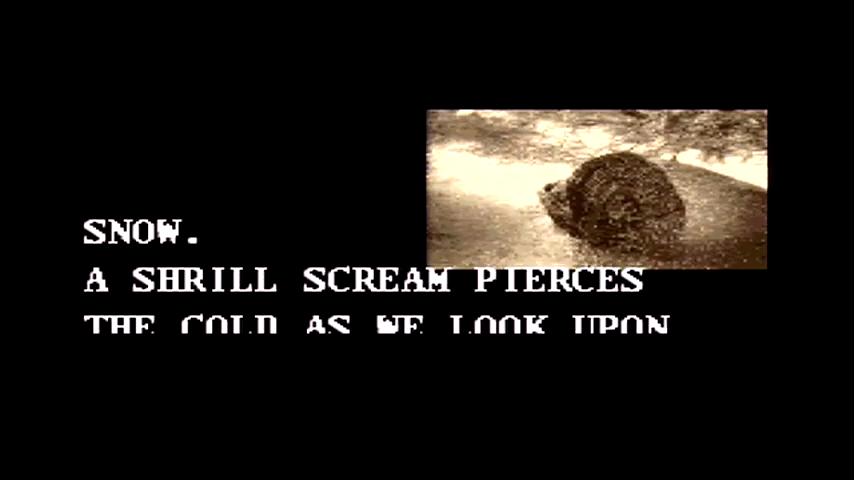 SNOW.
A SHRILL SCREAM PIERCES
THE COLD AS WE LOOK UPON